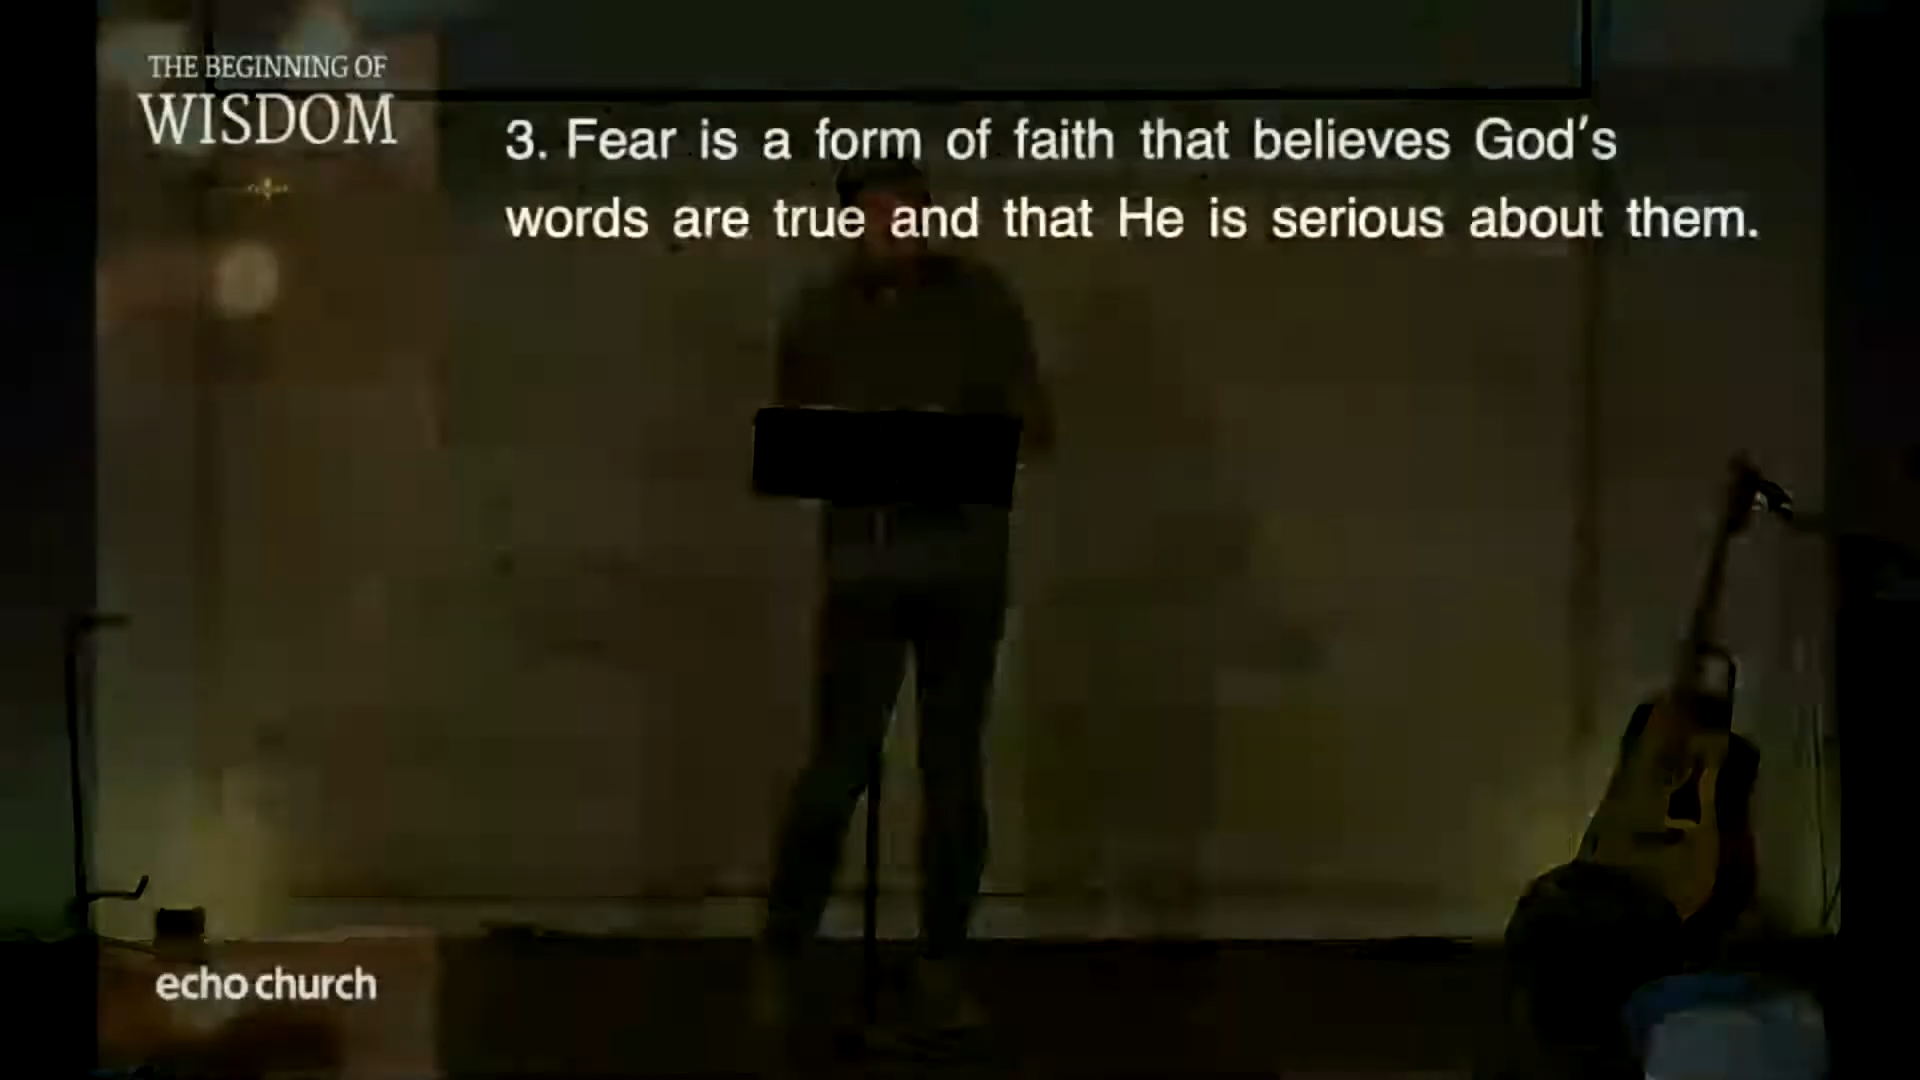 THE BEGINNING OF
WISDOM
3. Fear is a form of faith that believes God's
words are true and that He is serious about them.
echo church